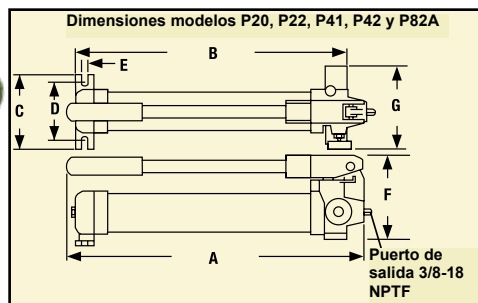 Dimensiones modelos P20, P22, P41, P42 y P82A
B
E
C
D
G
F
A
Puerto de
salida 3/8-18
NPTF